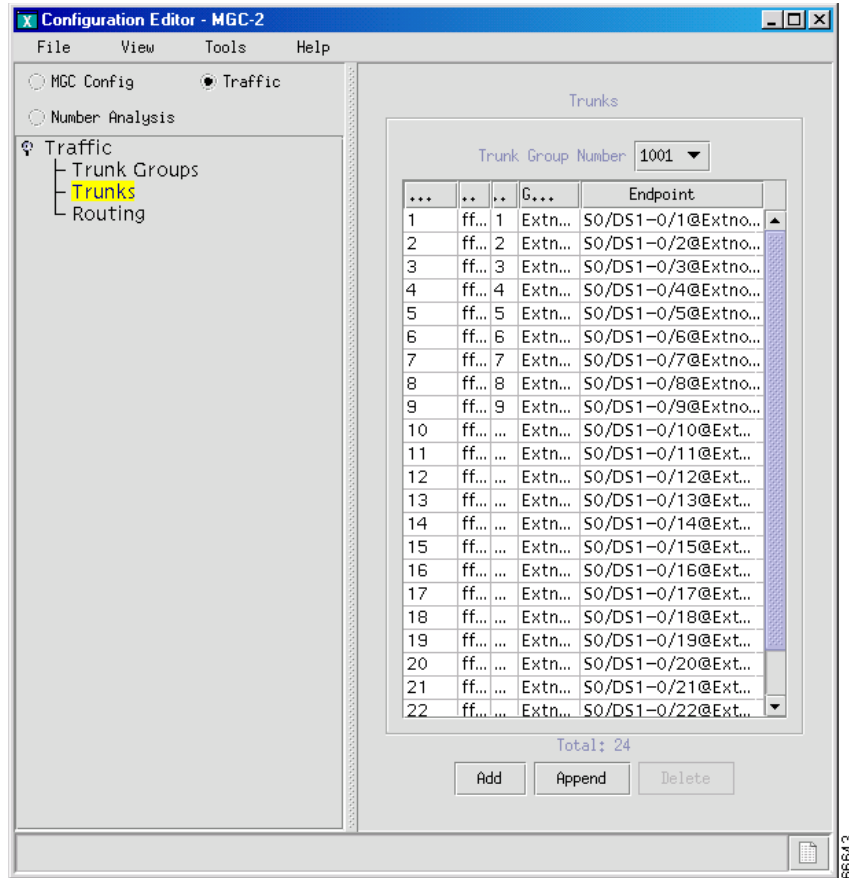 Configuration Editor - MGC-2
File View Tools Help
MGC Config Traffic
Number Analysis
Traffic
Trunk Groups
Trunks
Routing
Trunks
Trunk Group Number 1001
... .. .. G... Endpoint
1 ff... 1 Extn... S0/DS1-0/1@Extno...
2 ff... 2 Extn... S0/DS1-0/2@Extno...
3 ff... 3 Extn... S0/DS1-0/3@Extno...
4 ff... 4 Extn... S0/DS1-0/4@Extno...
5 ff... 5 Extn... S0/DS1-0/5@Extno...
6 ff... 6 Extn... S0/DS1-0/6@Extno...
7 ff... 7 Extn... S0/DS1-0/7@Extno...
8 ff... 8 Extn... S0/DS1-0/8@Extno...
9 ff... 9 Extn... S0/DS1-0/9@Extno...
10 ff... ... Extn... S0/DS1-0/10@Ext...
11 ff... ... Extn... S0/DS1-0/11@Ext...
12 ff... ... Extn... S0/DS1-0/12@Ext...
13 ff... ... Extn... S0/DS1-0/13@Ext...
14 ff... ... Extn... S0/DS1-0/14@Ext...
15 ff... ... Extn... S0/DS1-0/15@Ext...
16 ff... ... Extn... S0/DS1-0/16@Ext...
17 ff... ... Extn... S0/DS1-0/17@Ext...
18 ff... ... Extn... S0/DS1-0/18@Ext...
19 ff... ... Extn... S0/DS1-0/19@Ext...
20 ff... ... Extn... S0/DS1-0/20@Ext...
21 ff... ... Extn... S0/DS1-0/21@Ext...
22 ff... ... Extn... S0/DS1-0/22@Ext...
Total: 24
Add Append Delete
66643